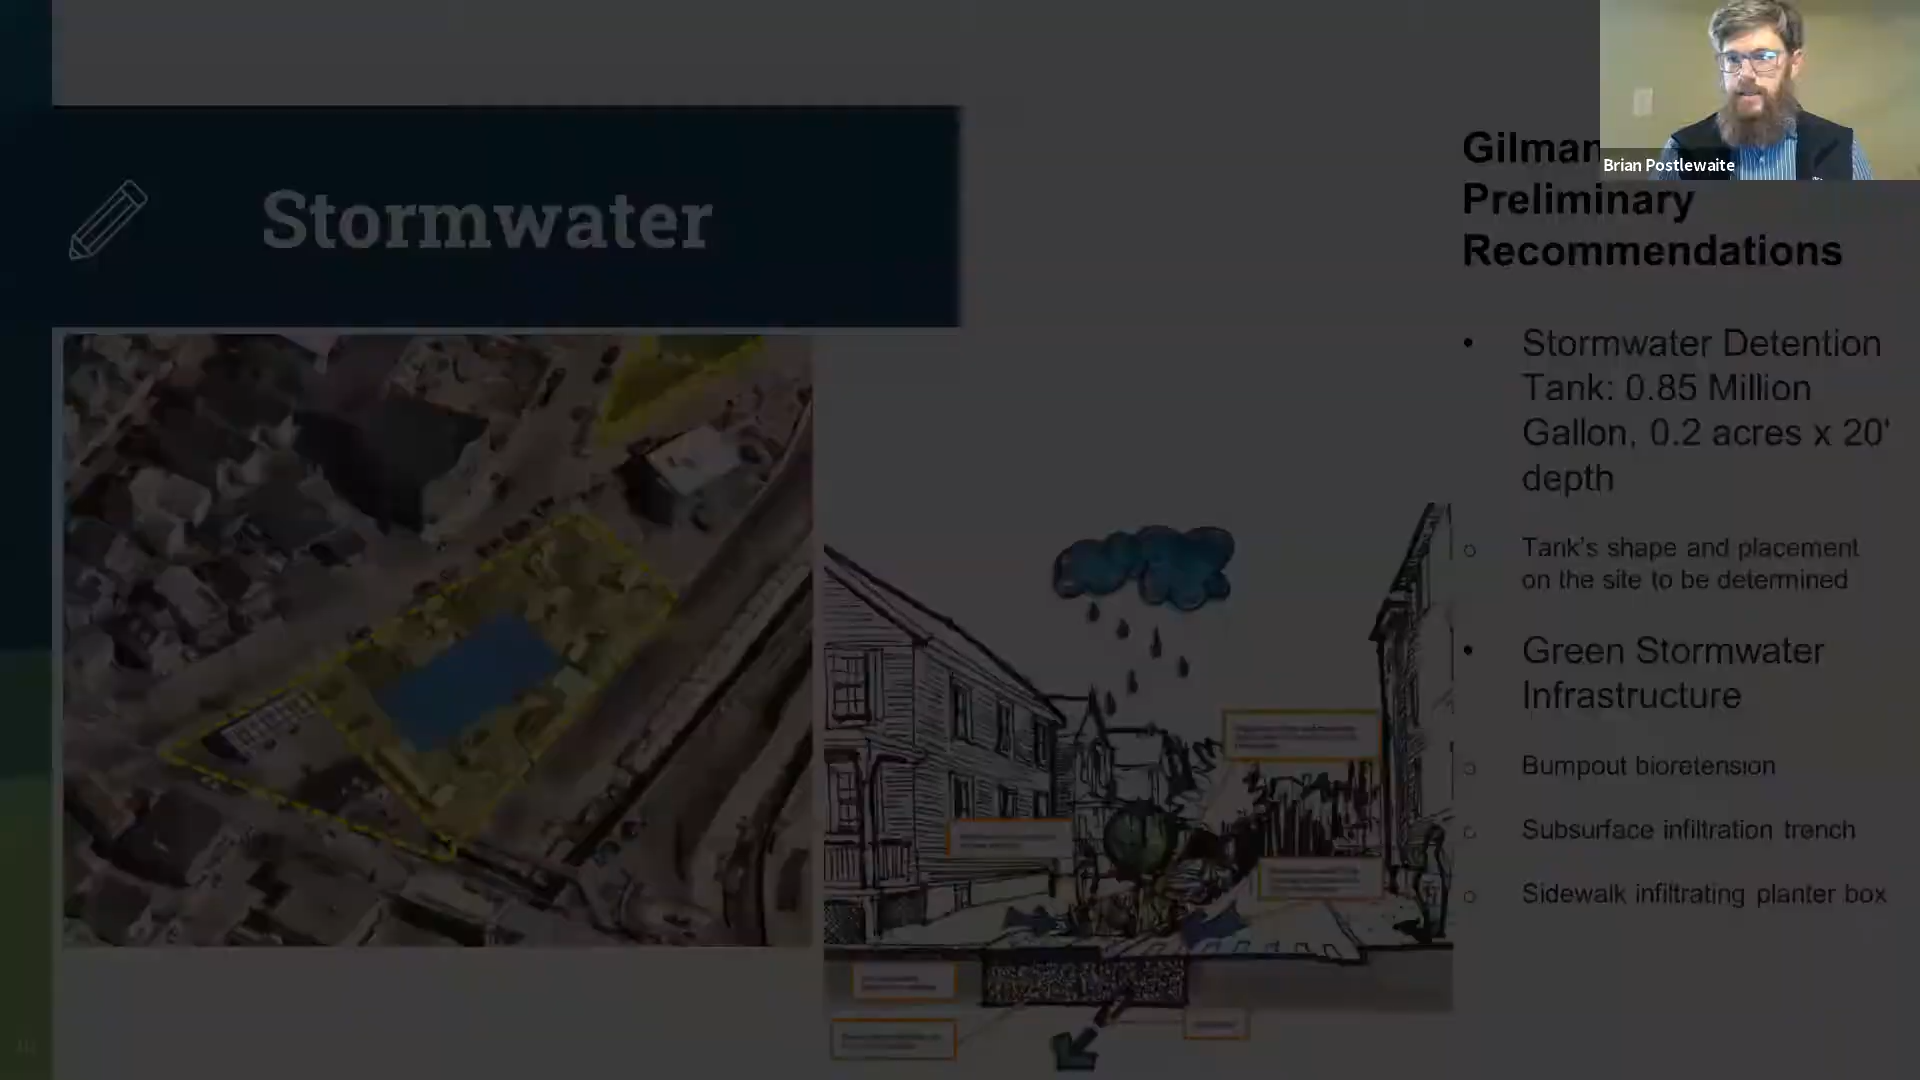 Stormwater
Brian Postlewaite
Gilman
Preliminary
Recommendations
• Stormwater Detention
Tank: 0.85 Million
Gallon, 0.2 acres x 20'
depth
○ Tank's shape and placement
on the site to be determined
• Green Stormwater
Infrastructure
○ Bumpout bioretension
○ Subsurface infiltration trench
○ Sidewalk infiltrating planter box